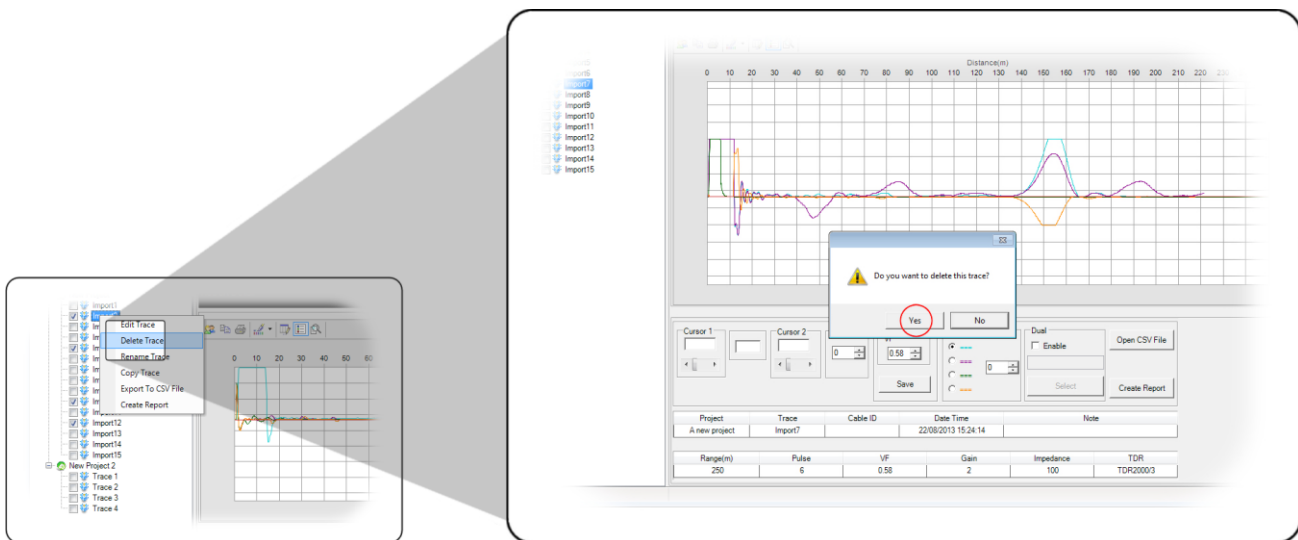 Import1
Edit Trace
Delete Trace
Rename Trace
Copy Trace
Export To CSV File
Create Report
Import12
Import13
Import14
Import15
New Project 2
Trace 1
Trace 2
Trace 3
Trace 4
0 10 20 30 40 50 60
Import6
Import7
Import8
Import9
Import10
Import11
Import12
Import13
Import14
Import15
Distance(m)
0 10 20 30 40 50 60 70 80 90 100 110 120 130 140 150 160 170 180 190 200 210 220
Do you want to delete this trace?
Yes No
Cursor 1
Cursor 2
0
0.58
Save
0
Dual
Enable
Select
Open CSV File
Create Report
Project Trace Cable ID Date Time Note
A new project Import7 22/08/2013 15:24:14
Range(m) Pulse VF Gain Impedance TDR
250 6 0.58 2 100 TDR2000/3